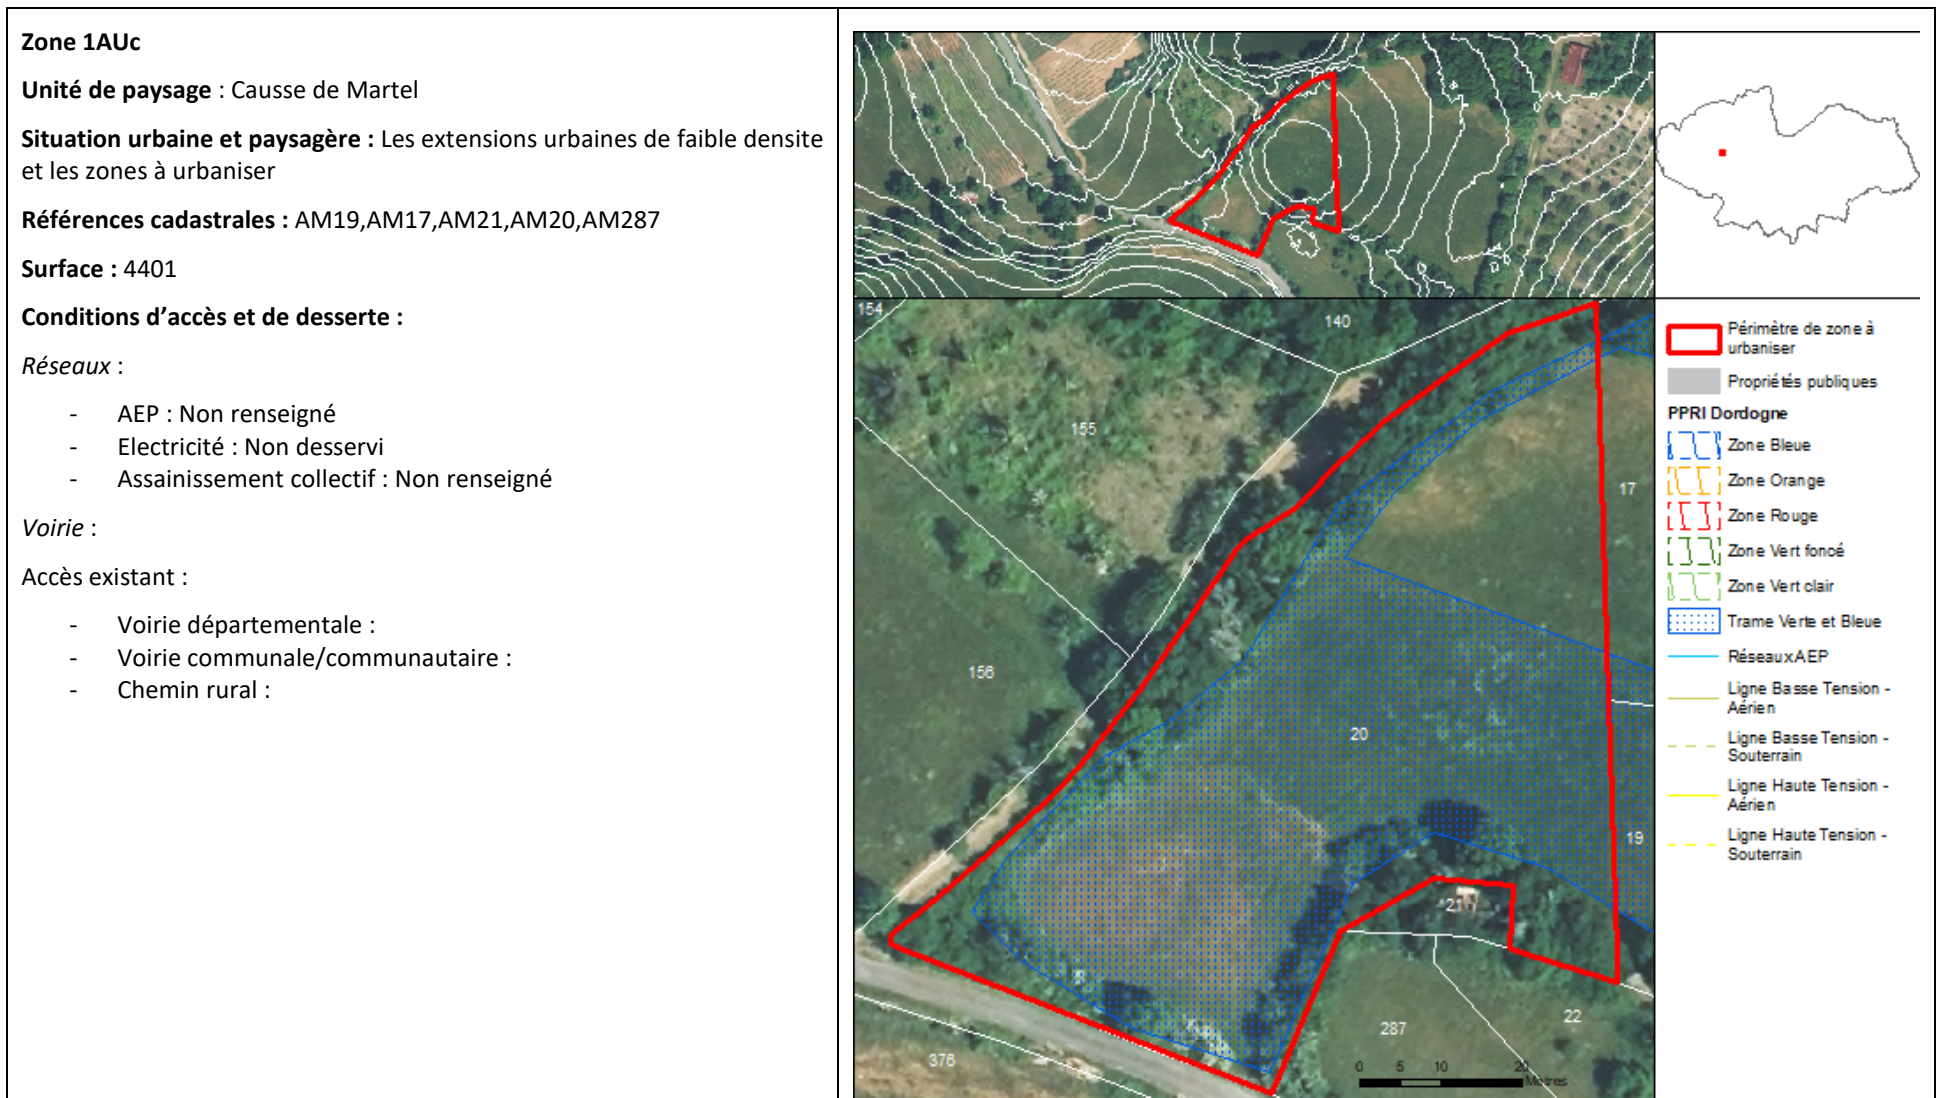 Zone 1AUc
Unité de paysage : Causse de Martel
Situation urbaine et paysagère : Les extensions urbaines de faible densite
et les zones à urbaniser
Références cadastrales : AM19,AM17,AM21,AM20,AM287
Surface : 4401
Conditions d’accès et de desserte :
Réseaux :
- AEP : Non renseigné
- Electricité : Non desservi
- Assainissement collectif : Non renseigné
Voirie :
Accès existant :
- Voirie départementale :
- Voirie communale/communautaire :
- Chemin rural :
154
140
155
17
156
20
19
21
22
287
376
0 5 10 20
Mètres
Périmètre de zone à
urbaniser
Propriétés publiques
PPRI Dordogne
Zone Bleue
Zone Orange
Zone Rouge
Zone Vert foncé
Zone Vert clair
Trame Verte et Bleue
Réseaux AEP
Ligne Basse Tension -
Aérien
Ligne Basse Tension -
Souterrain
Ligne Haute Tension -
Aérien
Ligne Haute Tension -
Souterrain